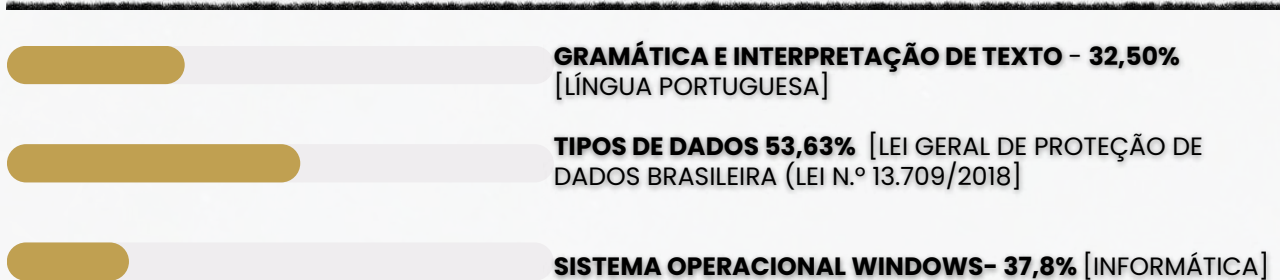 GRAMÁTICA E INTERPRETAÇÃO DE TEXTO - 32,50%
[LÍNGUA PORTUGUESA]
TIPOS DE DADOS 53,63% [LEI GERAL DE PROTEÇÃO DE
DADOS BRASILEIRA (LEI N.º 13.709/2018]
SISTEMA OPERACIONAL WINDOWS- 37,8% [INFORMÁTICA]